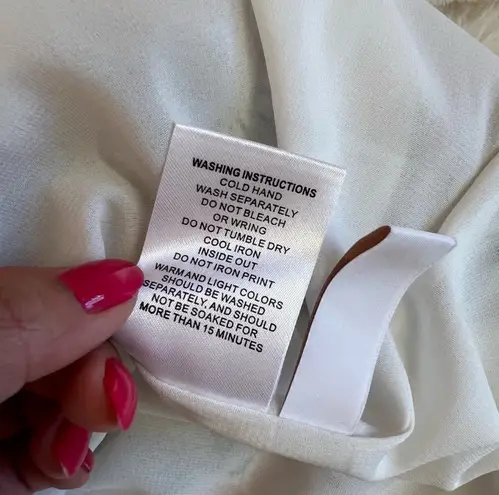 WASHING INSTRUCTIONS
COLD HAND
WASH SEPARATELY
DO NOT BLEACH
OR WRING
DO NOT TUMBLE DRY
COOL IRON
INSIDE OUT
DO NOT IRON PRINT
WARM AND LIGHT COLORS
SHOULD BE WASHED
SEPARATELY, AND SHOULD
NOT BE SOAKED FOR
MORE THAN 15 MINUTES